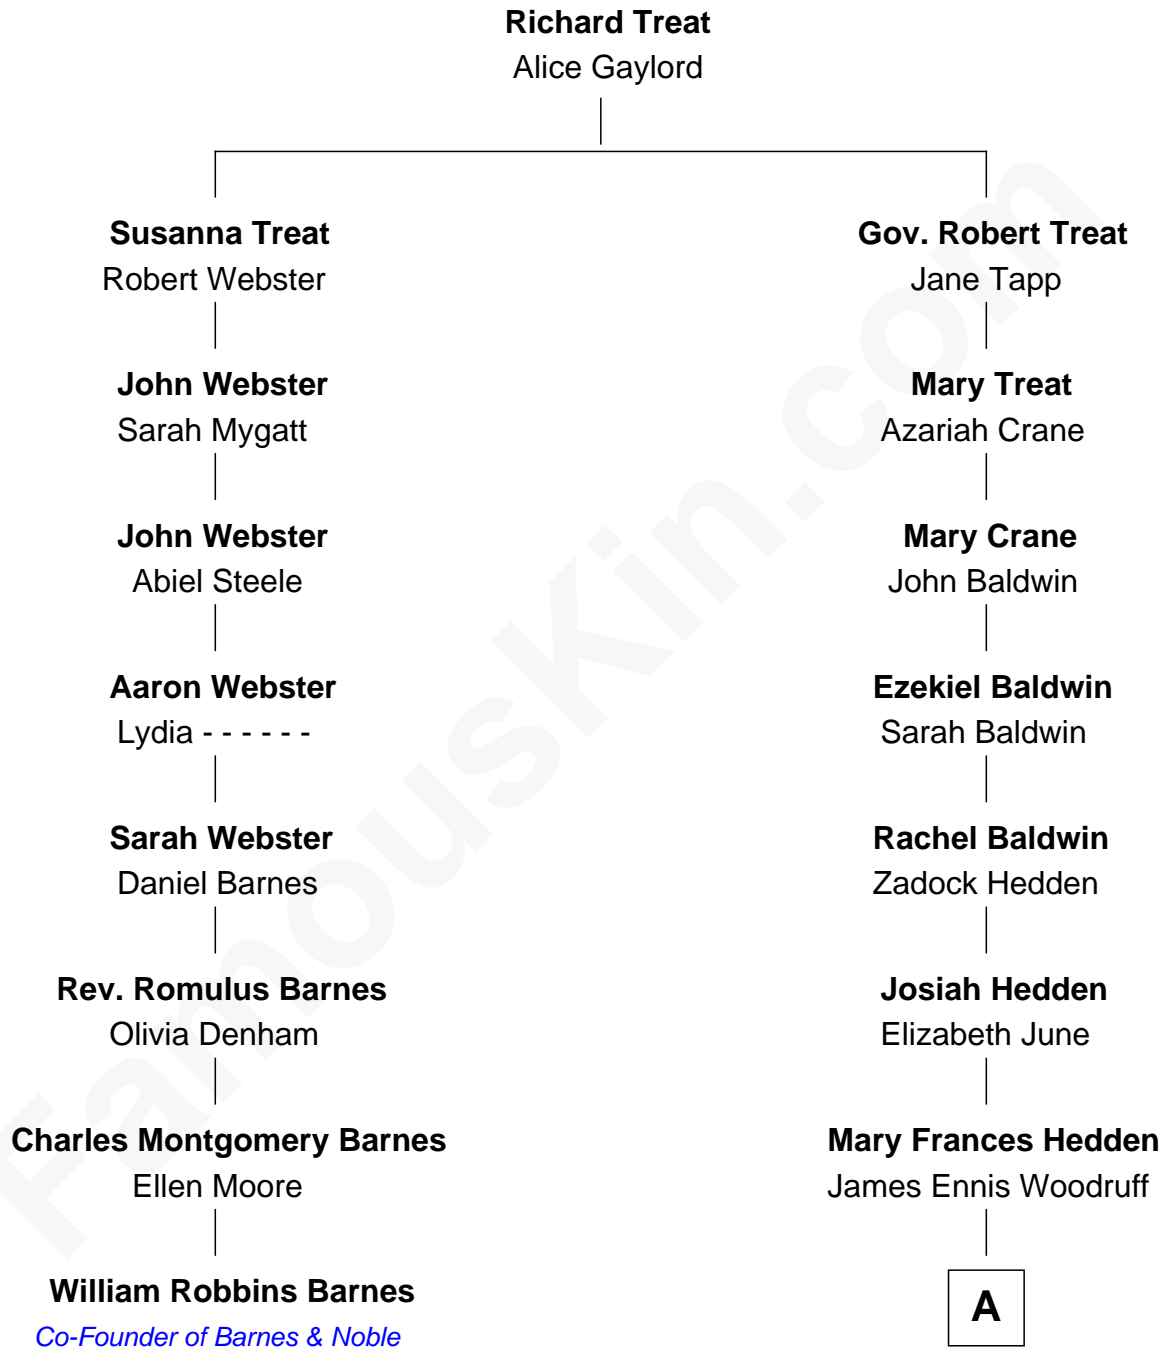 Richard Treat
Alice Gaylord
Susanna Treat
Robert Webster
Gov. Robert Treat
Jane Tapp
John Webster
Sarah Mygatt
Mary Treat
Azariah Crane
John Webster
Abiel Steele
Mary Crane
John Baldwin
Aaron Webster
Lydia - - - - - -
Ezekiel Baldwin
Sarah Baldwin
Sarah Webster
Daniel Barnes
Rachel Baldwin
Zadock Hedden
Rev. Romulus Barnes
Olivia Denham
Josiah Hedden
Elizabeth June
Charles Montgomery Barnes
Ellen Moore
Mary Frances Hedden
James Ennis Woodruff
William Robbins Barnes
Co-Founder of Barnes & Noble
A
FamousKin.com